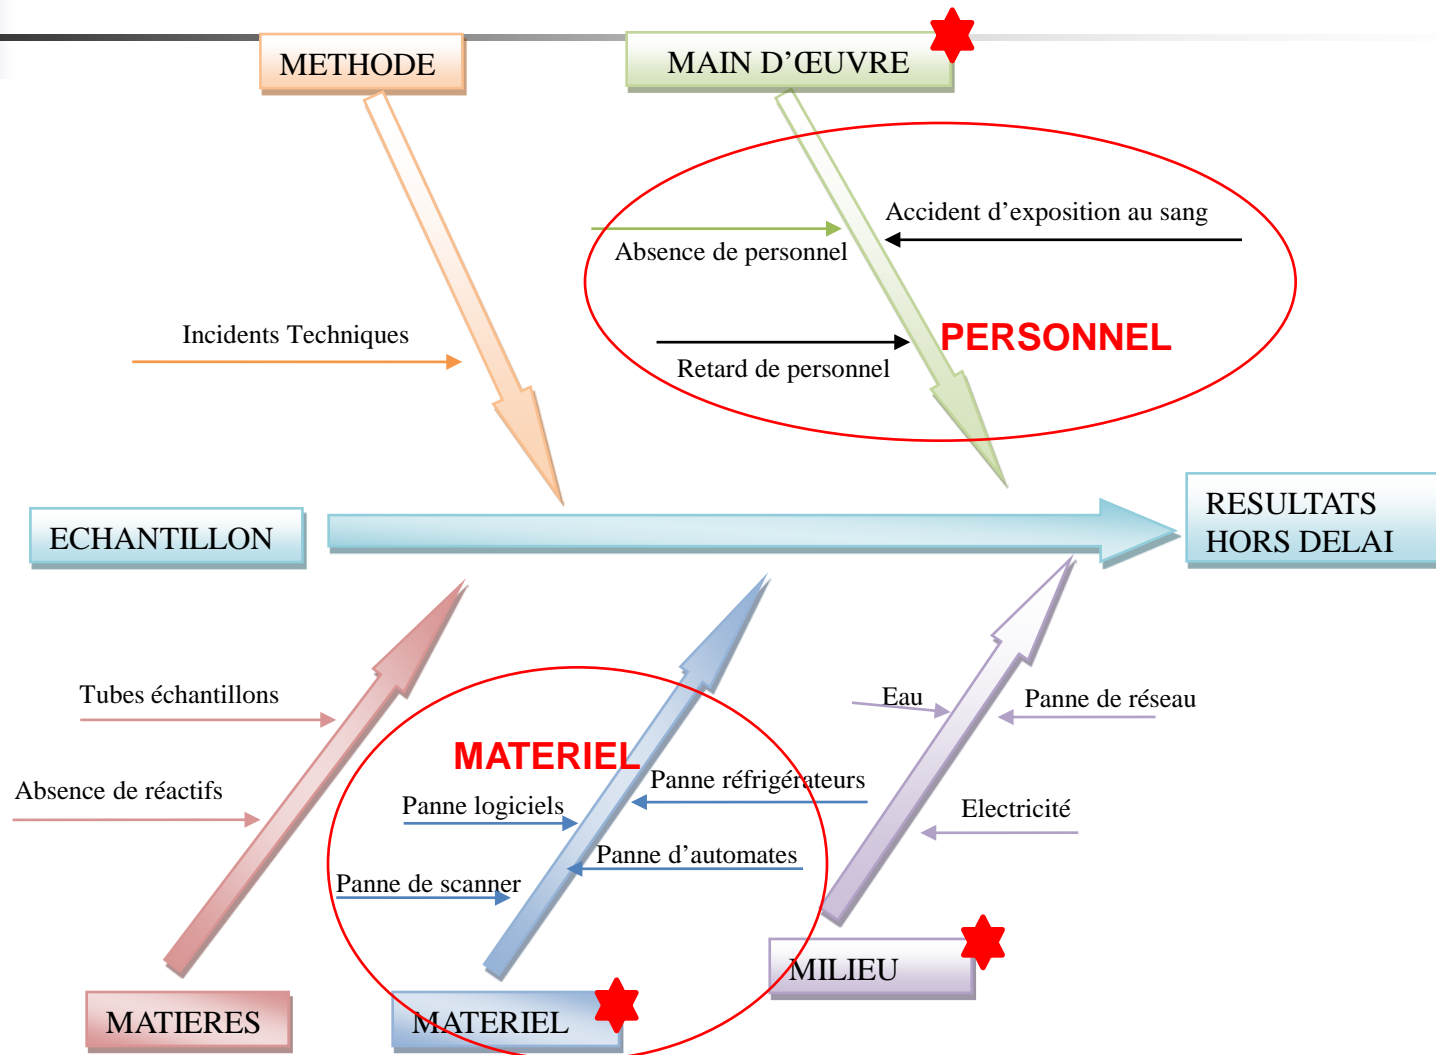 METHODE
MAIN D’ŒUVRE
Accident d’exposition au sang
Absence de personnel
Incidents Techniques
PERSONNEL
Retard de personnel
ECHANTILLON
RESULTATS
HORS DELAI
Tubes échantillons
Eau
Panne de réseau
MATERIEL
Absence de réactifs
Panne réfrigérateurs
Panne logiciels
Electricité
Panne d’automates
Panne de scanner
MILIEU
MATIERES
MATERIEL